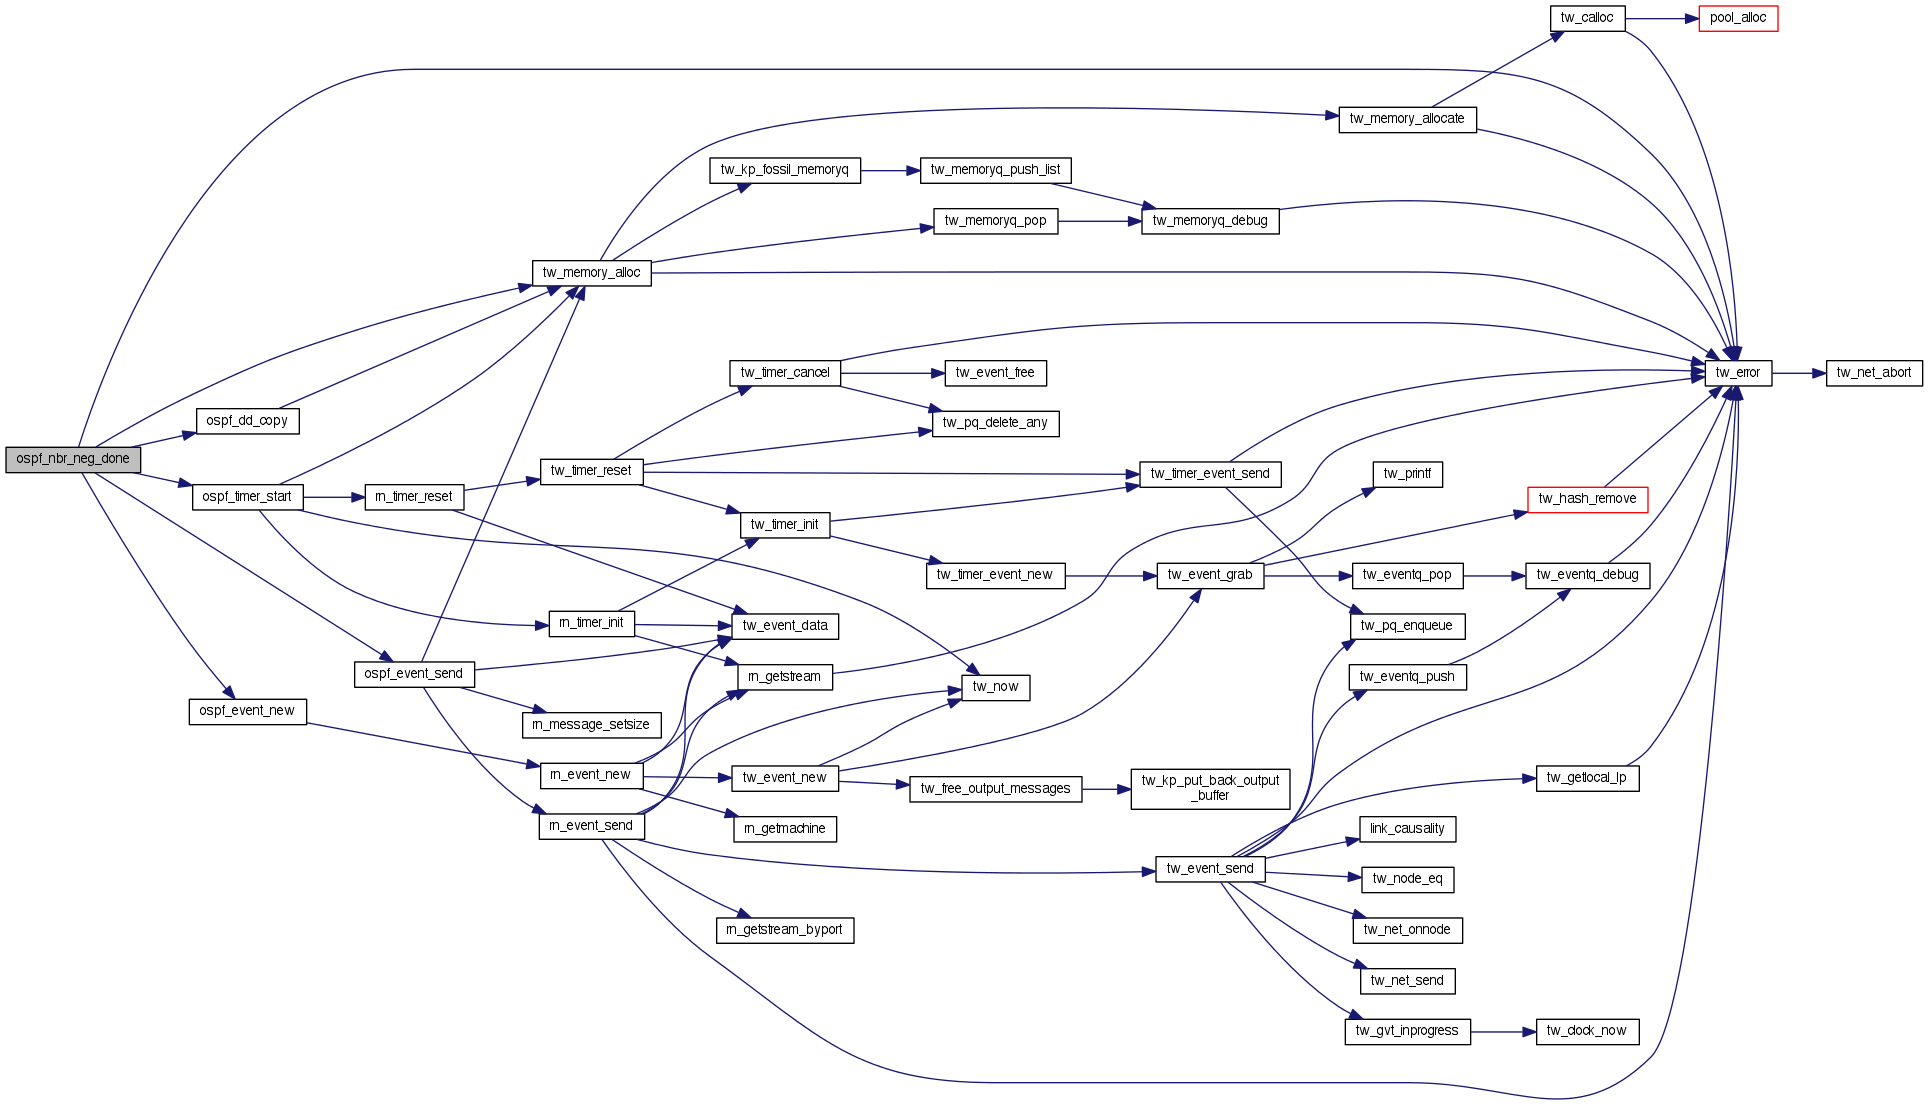 tw_calloc
pool_alloc
tw_memory_allocate
tw_kp_fossil_memoryq
tw_memoryq_push_list
tw_memoryq_pop
tw_memoryq_debug
tw_memory_alloc
tw_timer_cancel
tw_event_free
tw_error
tw_net_abort
ospf_dd_copy
tw_pq_delete_any
ospf_nbr_neg_done
tw_timer_reset
tw_timer_event_send
tw_printf
ospf_timer_start
rn_timer_reset
tw_hash_remove
tw_timer_init
tw_timer_event_new
tw_event_grab
tw_eventq_pop
tw_eventq_debug
rn_timer_init
tw_event_data
tw_pq_enqueue
ospf_event_send
rn_getstream
tw_eventq_push
tw_now
ospf_event_new
rn_message_setsize
rn_event_new
tw_event_new
tw_free_output_messages
tw_kp_put_back_output
_buffer
tw_getlocal_lp
rn_event_send
rn_getmachine
link_causality
tw_event_send
tw_node_eq
rn_getstream_byport
tw_net_onnode
tw_net_send
tw_gvt_inprogress
tw_clock_now